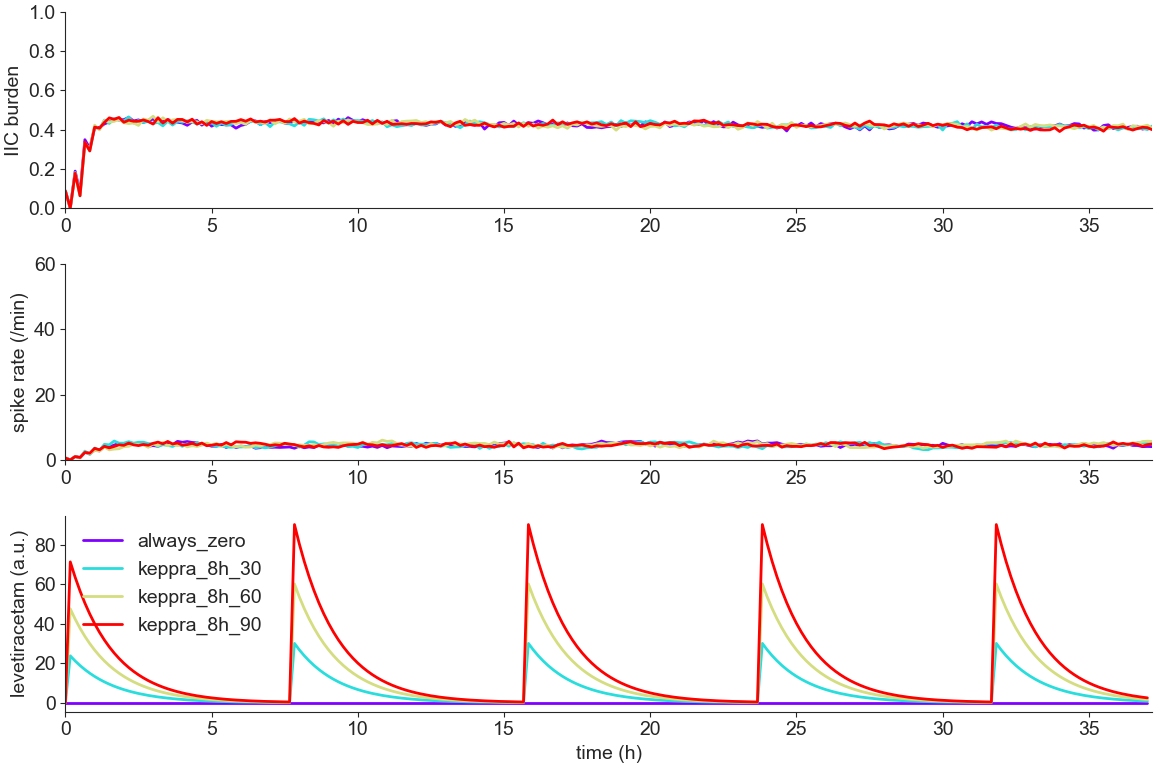 IIC burden
1.0
0.8
0.6
0.4
0.2
0.0
0 5 10 15 20 25 30 35
spike rate (/min)
60
40
20
0
0 5 10 15 20 25 30 35
levetiracetam (a.u.)
80
60
40
20
0
always_zero
keppra_8h_30
keppra_8h_60
keppra_8h_90
0 5 10 15 20 25 30 35
time (h)